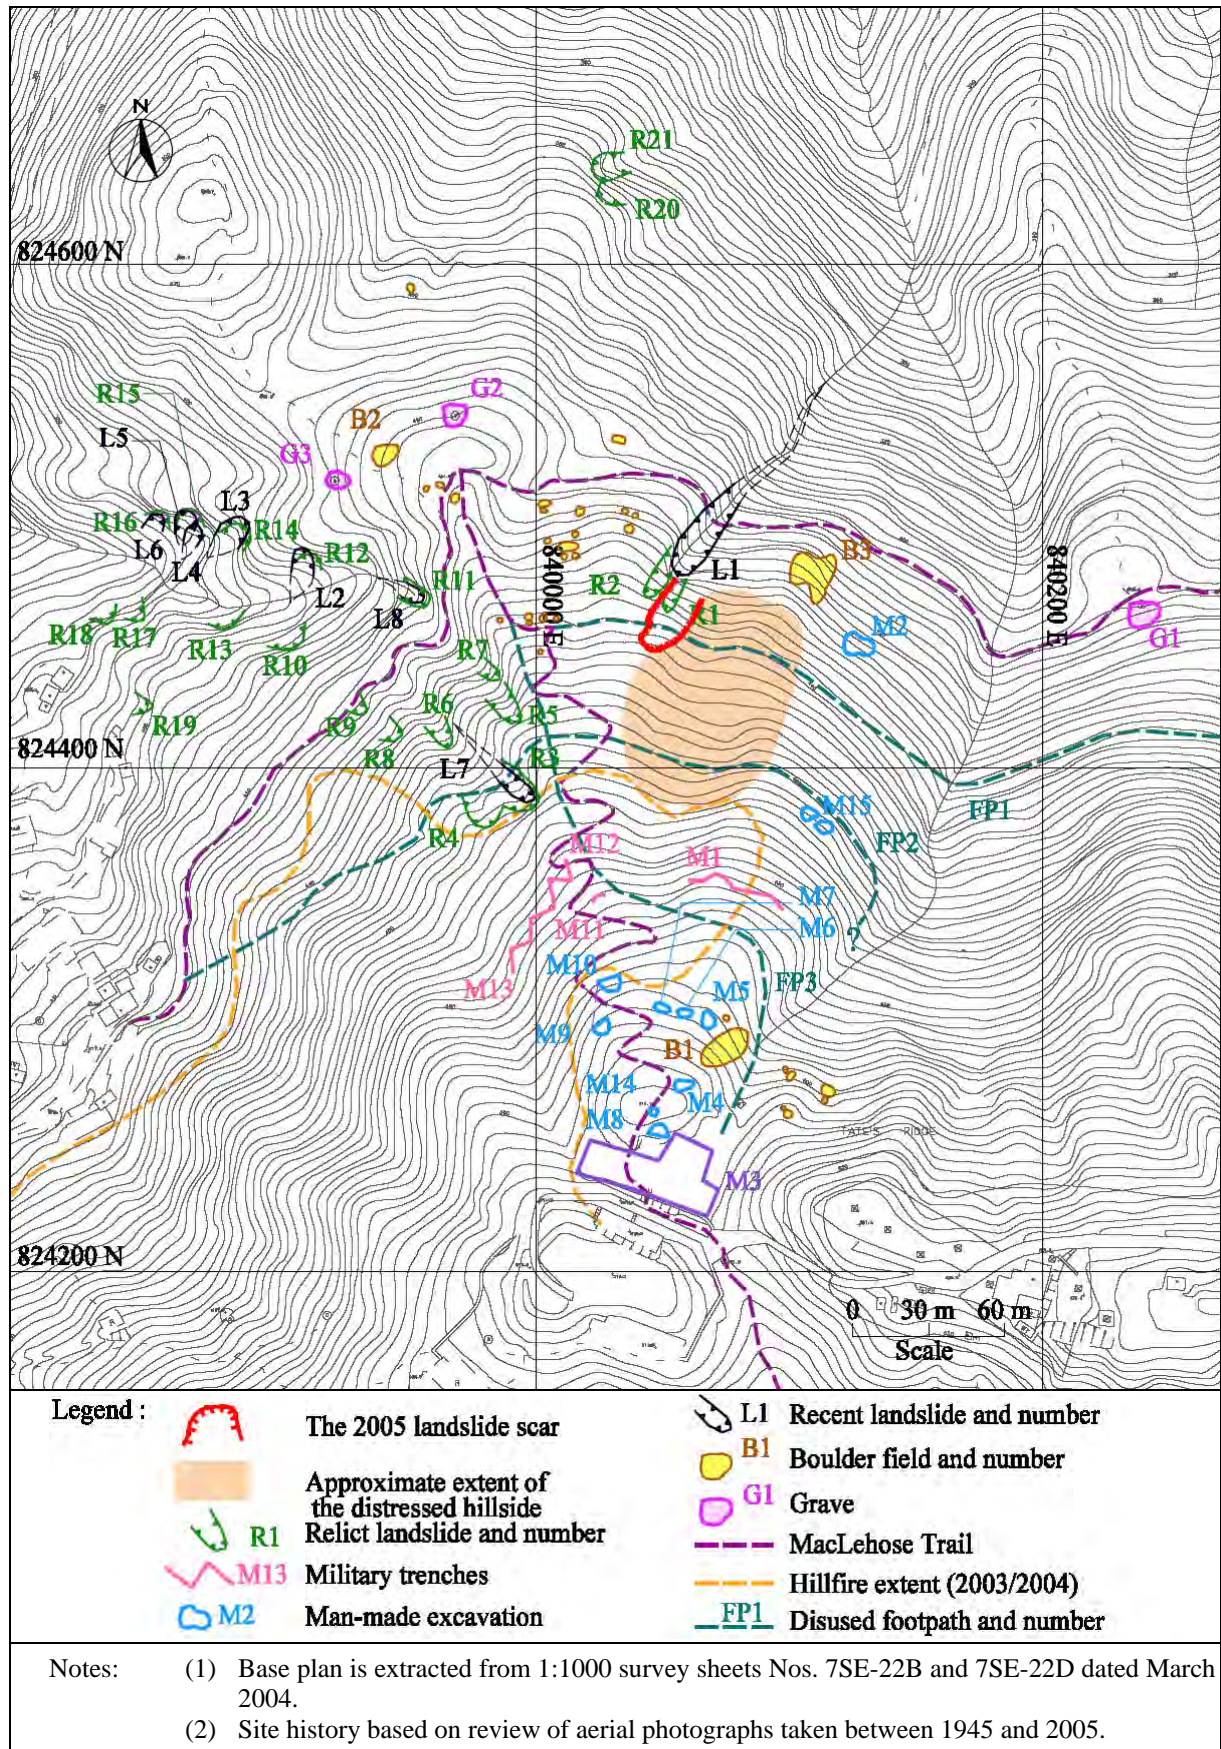 N
R21
R20
824600 N
R15
L5
G2
B2
G3
L3
R16
R14
L6
L4
R12
L2
R11
L8
R18
R17
R13
R10
R19
840000 E
R2
L1
R1
B3
M2
840200 E
G1
R7
R6
R5
R9
R8
824400 N
L7
R3
R4
M15
FP1
FP2
M12
M1
M7
M6
M11
?
M10
M13
FP3
M5
M9
B1
M14
M4
M8
TATE'S RIDGE
M3
824200 N
0 30 m 60 m
Scale
Legend :
The 2005 landslide scar
Approximate extent of
the distressed hillside
R1 Relict landslide and number
M13 Military trenches
M2 Man-made excavation
L1 Recent landslide and number
B1 Boulder field and number
G1 Grave
MacLehose Trail
Hillfire extent (2003/2004)
FP1 Disused footpath and number
Notes: (1) Base plan is extracted from 1:1000 survey sheets Nos. 7SE-22B and 7SE-22D dated March
2004.
(2) Site history based on review of aerial photographs taken between 1945 and 2005.